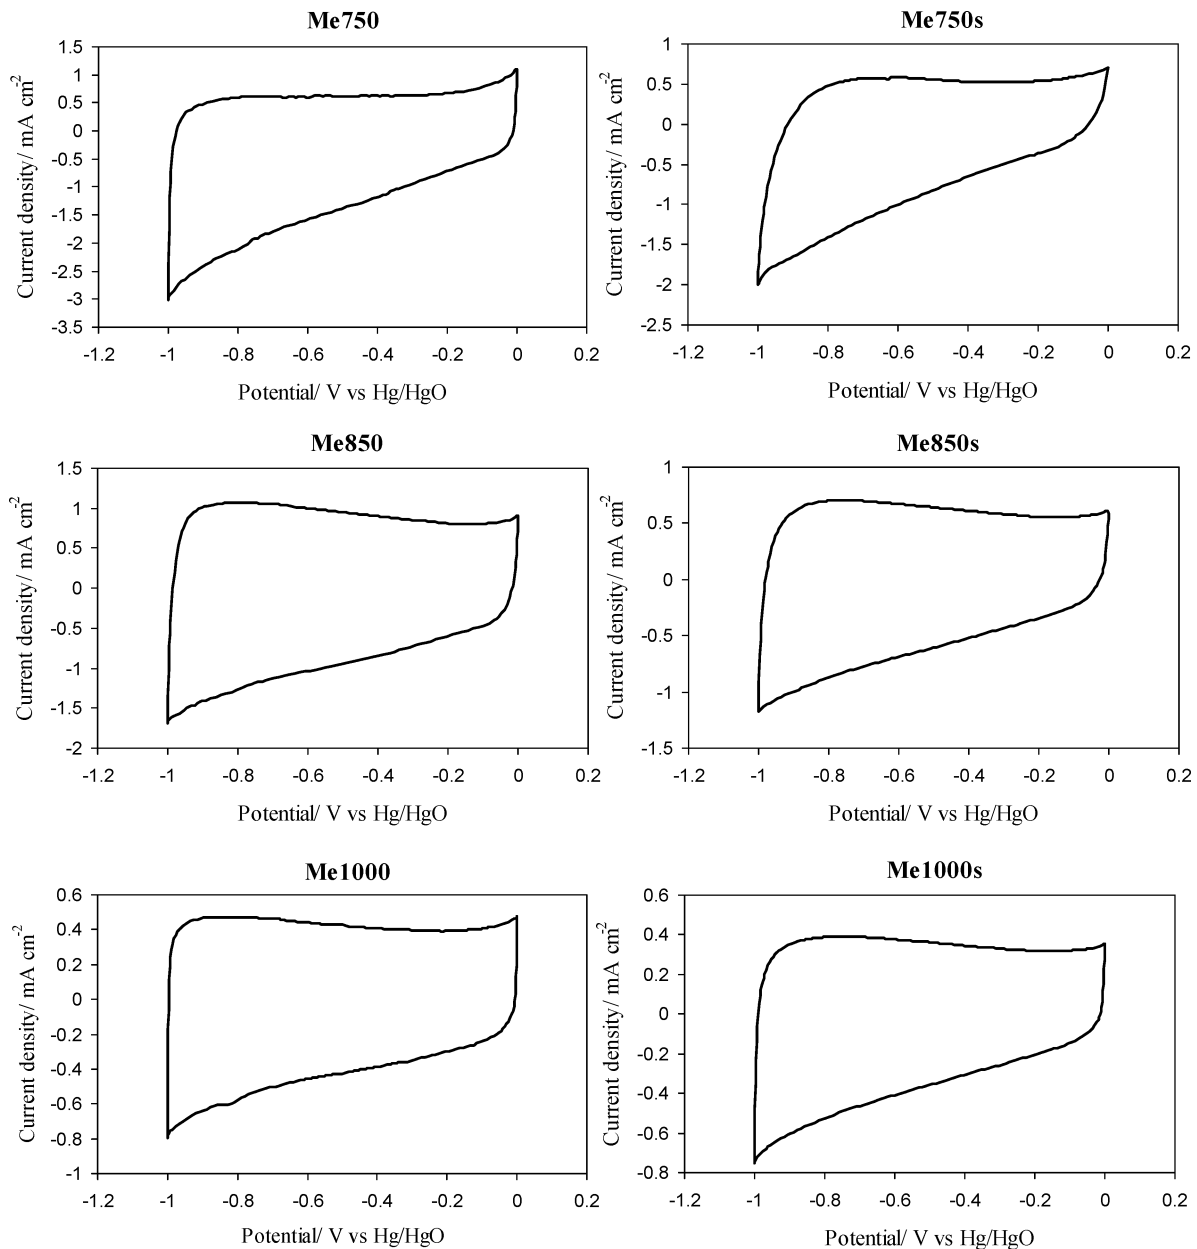 Me750
1.5
1
0.5
0
-0.5
-1
-1.5
-2
-2.5
-3
-3.5
-1.2 -1 -0.8 -0.6 -0.4 -0.2 0 0.2
Current density/ mA cm-2
Potential/ V vs Hg/HgO
Me750s
1
0.5
0
-0.5
-1
-1.5
-2
-2.5
-1.2 -1 -0.8 -0.6 -0.4 -0.2 0 0.2
Current density/ mA cm-2
Potential/ V vs Hg/HgO
Me850
1.5
1
0.5
0
-0.5
-1
-1.5
-2
-1.2 -1 -0.8 -0.6 -0.4 -0.2 0 0.2
Current density/ mA cm-2
Potential/ V vs Hg/HgO
Me850s
1
0.5
0
-0.5
-1
-1.5
-1.2 -1 -0.8 -0.6 -0.4 -0.2 0 0.2
Current density/ mA cm-2
Potential/ V vs Hg/HgO
Me1000
0.6
0.4
0.2
0
-0.2
-0.4
-0.6
-0.8
-1
-1.2 -1 -0.8 -0.6 -0.4 -0.2 0 0.2
Current density/ mA cm-2
Potential/ V vs Hg/HgO
Me1000s
0.6
0.4
0.2
0
-0.2
-0.4
-0.6
-0.8
-1.2 -1 -0.8 -0.6 -0.4 -0.2 0 0.2
Current density/ mA cm-2
Potential/ V vs Hg/HgO